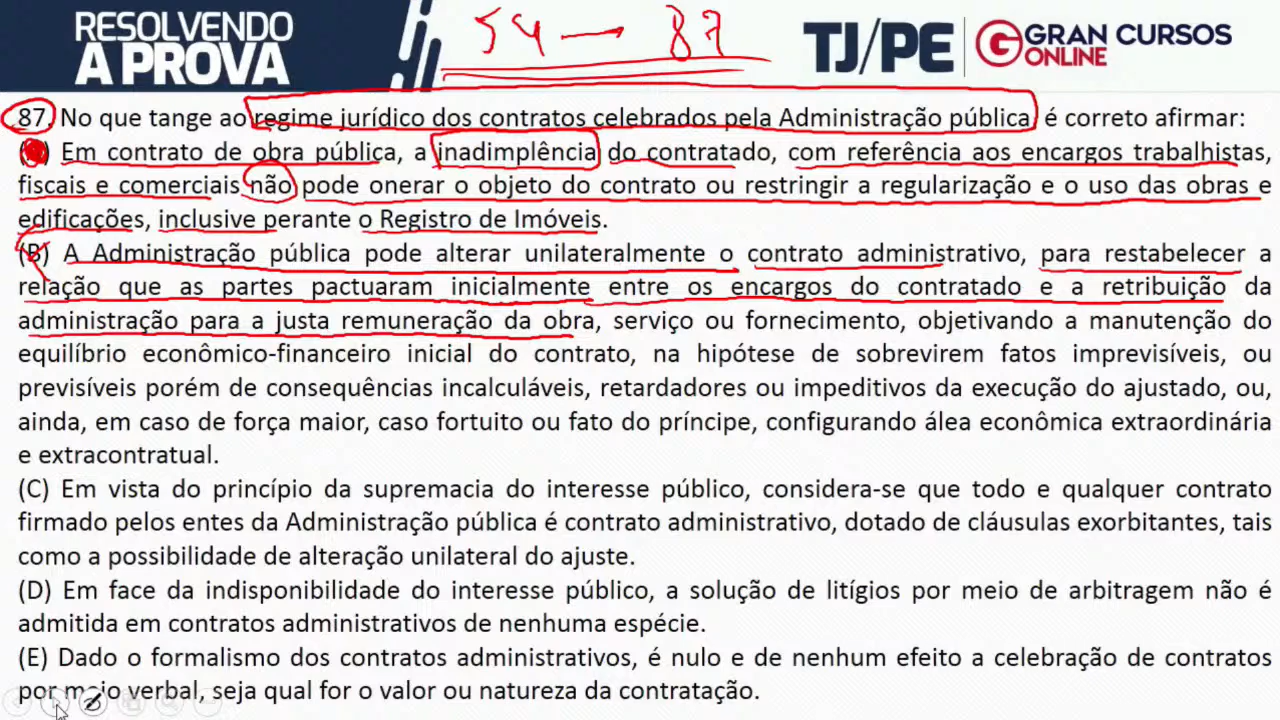 RESOLVENDO
A PROVA
54 — 87
TJ/PE
GRAN CURSOS
ONLINE
87. No que tange ao regime jurídico dos contratos celebrados pela Administração pública, é correto afirmar:
Em contrato de obra pública, a inadimplência do contratado, com referência aos encargos trabalhistas,
fiscais e comerciais não pode onerar o objeto do contrato ou restringir a regularização e o uso das obras e
edificações, inclusive perante o Registro de Imóveis.
(B) A Administração pública pode alterar unilateralmente o contrato administrativo, para restabelecer a
relação que as partes pactuaram inicialmente entre os encargos do contratado e a retribuição da
administração para a justa remuneração da obra, serviço ou fornecimento, objetivando a manutenção do
equilíbrio econômico-financeiro inicial do contrato, na hipótese de sobrevirem fatos imprevisíveis, ou
previsíveis porém de consequências incalculáveis, retardadores ou impeditivos da execução do ajustado, ou,
ainda, em caso de força maior, caso fortuito ou fato do príncipe, configurando álea econômica extraordinária
e extracontratual.
(C) Em vista do princípio da supremacia do interesse público, considera-se que todo e qualquer contrato
firmado pelos entes da Administração pública é contrato administrativo, dotado de cláusulas exorbitantes, tais
como a possibilidade de alteração unilateral do ajuste.
(D) Em face da indisponibilidade do interesse público, a solução de litígios por meio de arbitragem não é
admitida em contratos administrativos de nenhuma espécie.
(E) Dado o formalismo dos contratos administrativos, é nulo e de nenhum efeito a celebração de contratos
por meio verbal, seja qual for o valor ou natureza da contratação.